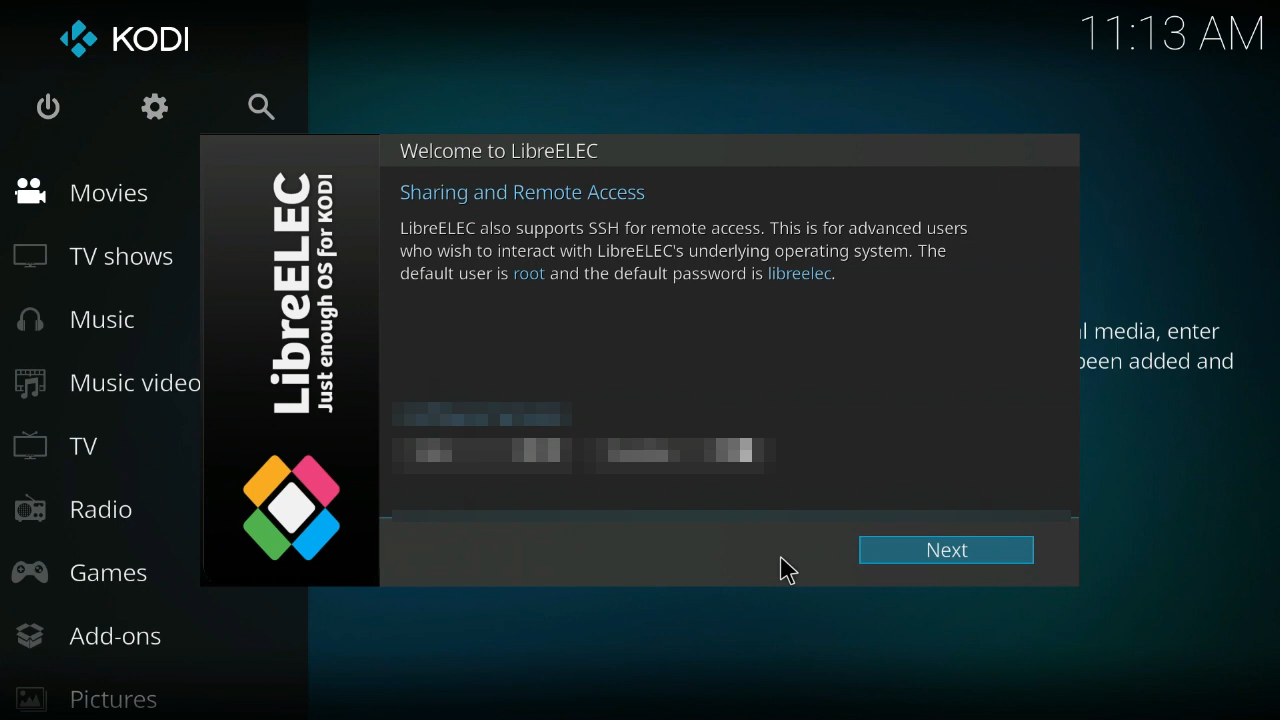 KODI
11:13 AM
Movies
TV shows
Music
Music video
TV
Radio
Games
Add-ons
Pictures
LibreELEC
Just enough OS for KODI
Welcome to LibreELEC
Sharing and Remote Access
LibreELEC also supports SSH for remote access. This is for advanced users
who wish to interact with LibreELEC's underlying operating system. The
default user is root and the default password is libreelec.
Next
media, enter
been added and